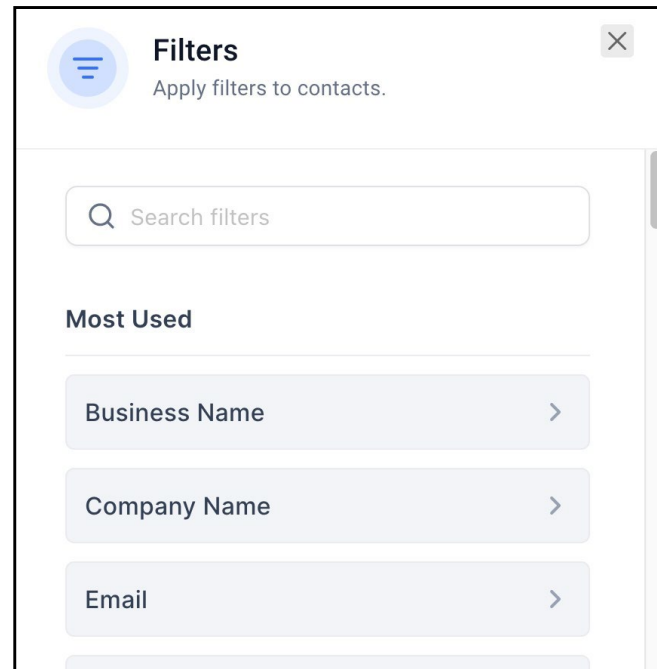 Filters
Apply filters to contacts.
Search filters
Most Used
Business Name
Company Name
Email